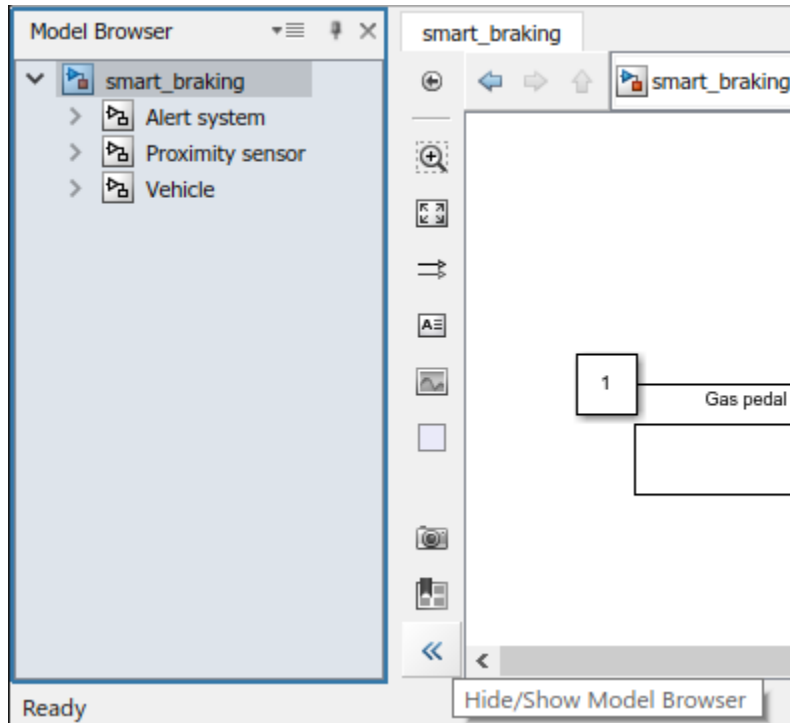 Model Browser
smart_braking
smart_braking
Alert system
Proximity sensor
Vehicle
smart_braking
1
Gas pedal
Hide/Show Model Browser
Ready